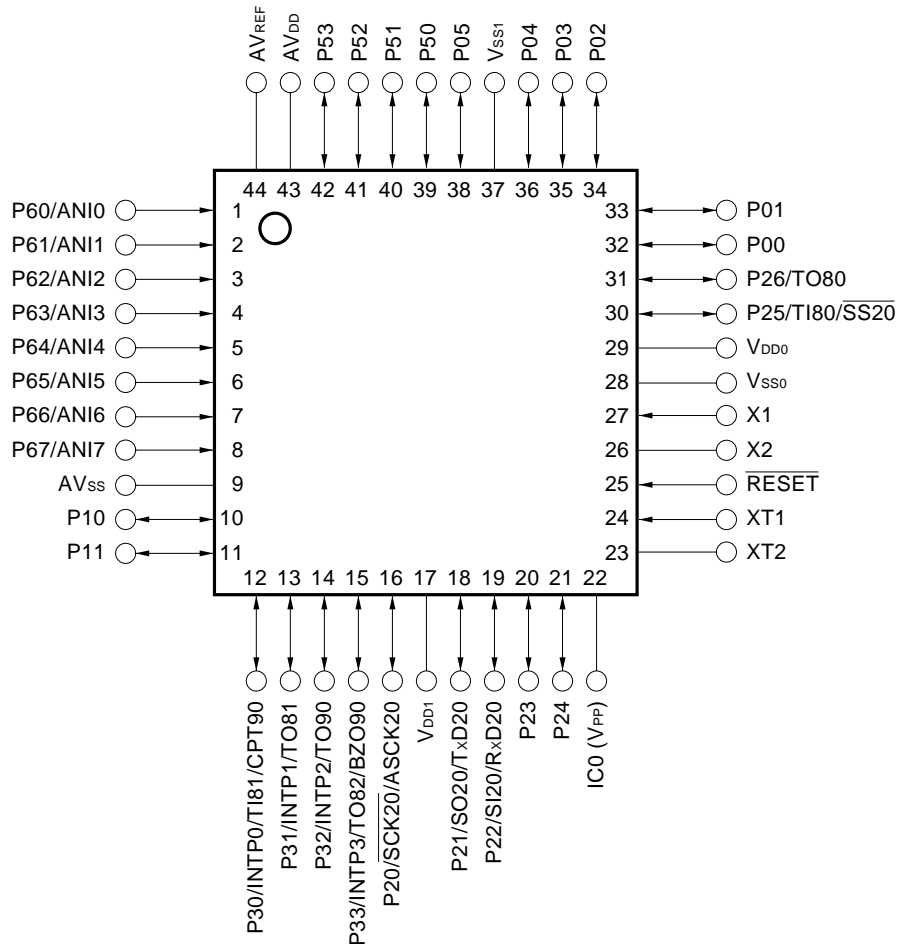 AVREF AVDD P53 P52 P51 P50 P05 VSS1 P04 P03 P02
44 43 42 41 40 39 38 37 36 35 34
P60/ANI0 1 33 P01
P61/ANI1 2 32 P00
P62/ANI2 3 31 P26/TO80
P63/ANI3 4 30 P25/TI80/SS20
P64/ANI4 5 29 VDD0
P65/ANI5 6 28 VSS0
P66/ANI6 7 27 X1
P67/ANI7 8 26 X2
AVSS 9 25 RESET
P10 10 24 XT1
P11 11 23 XT2
12 13 14 15 16 17 18 19 20 21 22
P30/INTP0/TI81/CPT90
P31/INTP1/TO81
P32/INTP2/TO90
P33/INTP3/TO82/BZO90
P20/SCK20/ASCK20
VDD1
P21/SO20/TxD20
P22/SI20/RxD20
P23
P24
IC0 (VPP)